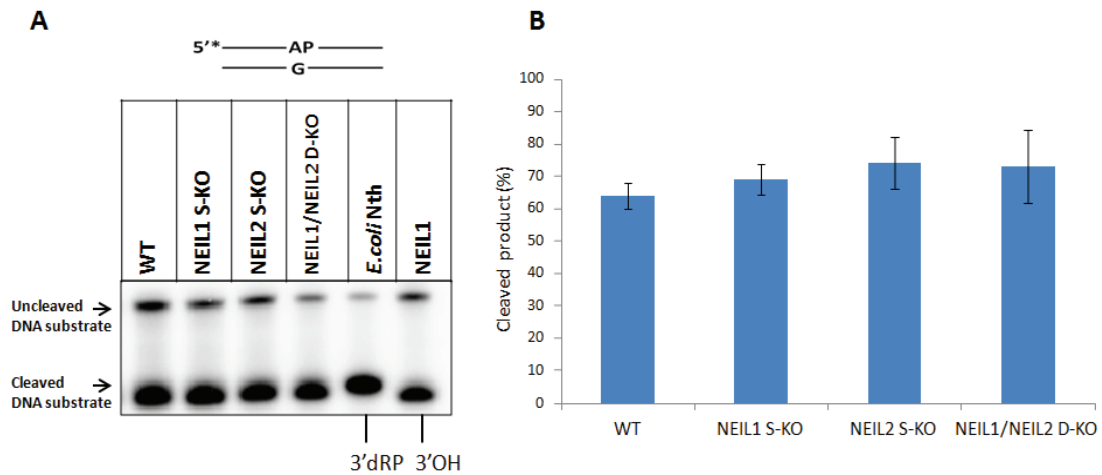 A
5'*
AP
G
WT
NEIL1 S-KO
NEIL2 S-KO
NEIL1/NEIL2 D-KO
E.coli Nth
NEIL1
Uncleaved
DNA substrate
Cleaved
DNA substrate
3'dRP
3'OH
B
Cleaved product (%)
100
90
80
70
60
50
40
30
20
10
0
WT
NEIL1 S-KO
NEIL2 S-KO
NEIL1/NEIL2 D-KO